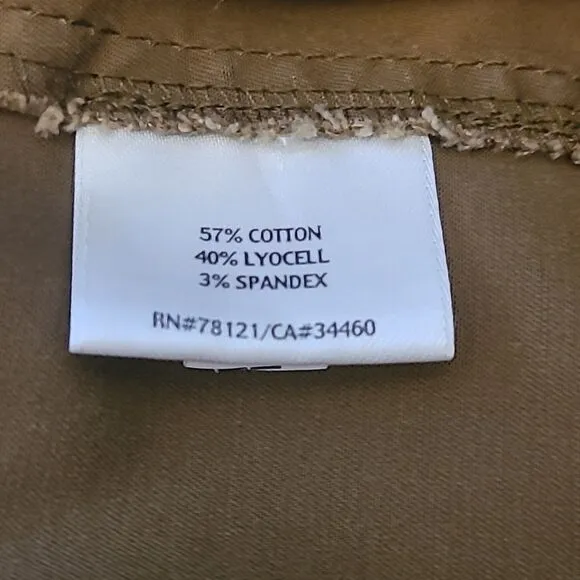 57% COTTON
40% LYOCELL
3% SPANDEX
RN#78121/CA#34460